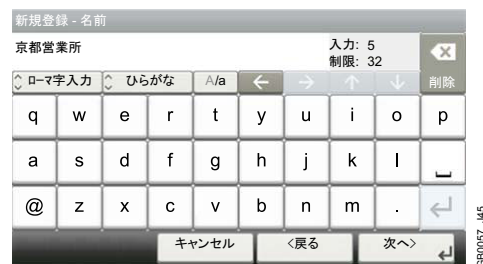 新規登録 - 名前
京都営業所
入力: 5
制限: 32
削除
ローマ字入力 ひらがな A/a ← → ↑ ↓
q w e r t y u i o p
a s d f g h j k l
@ z x c v b n m .
キャンセル <戻る 次へ>